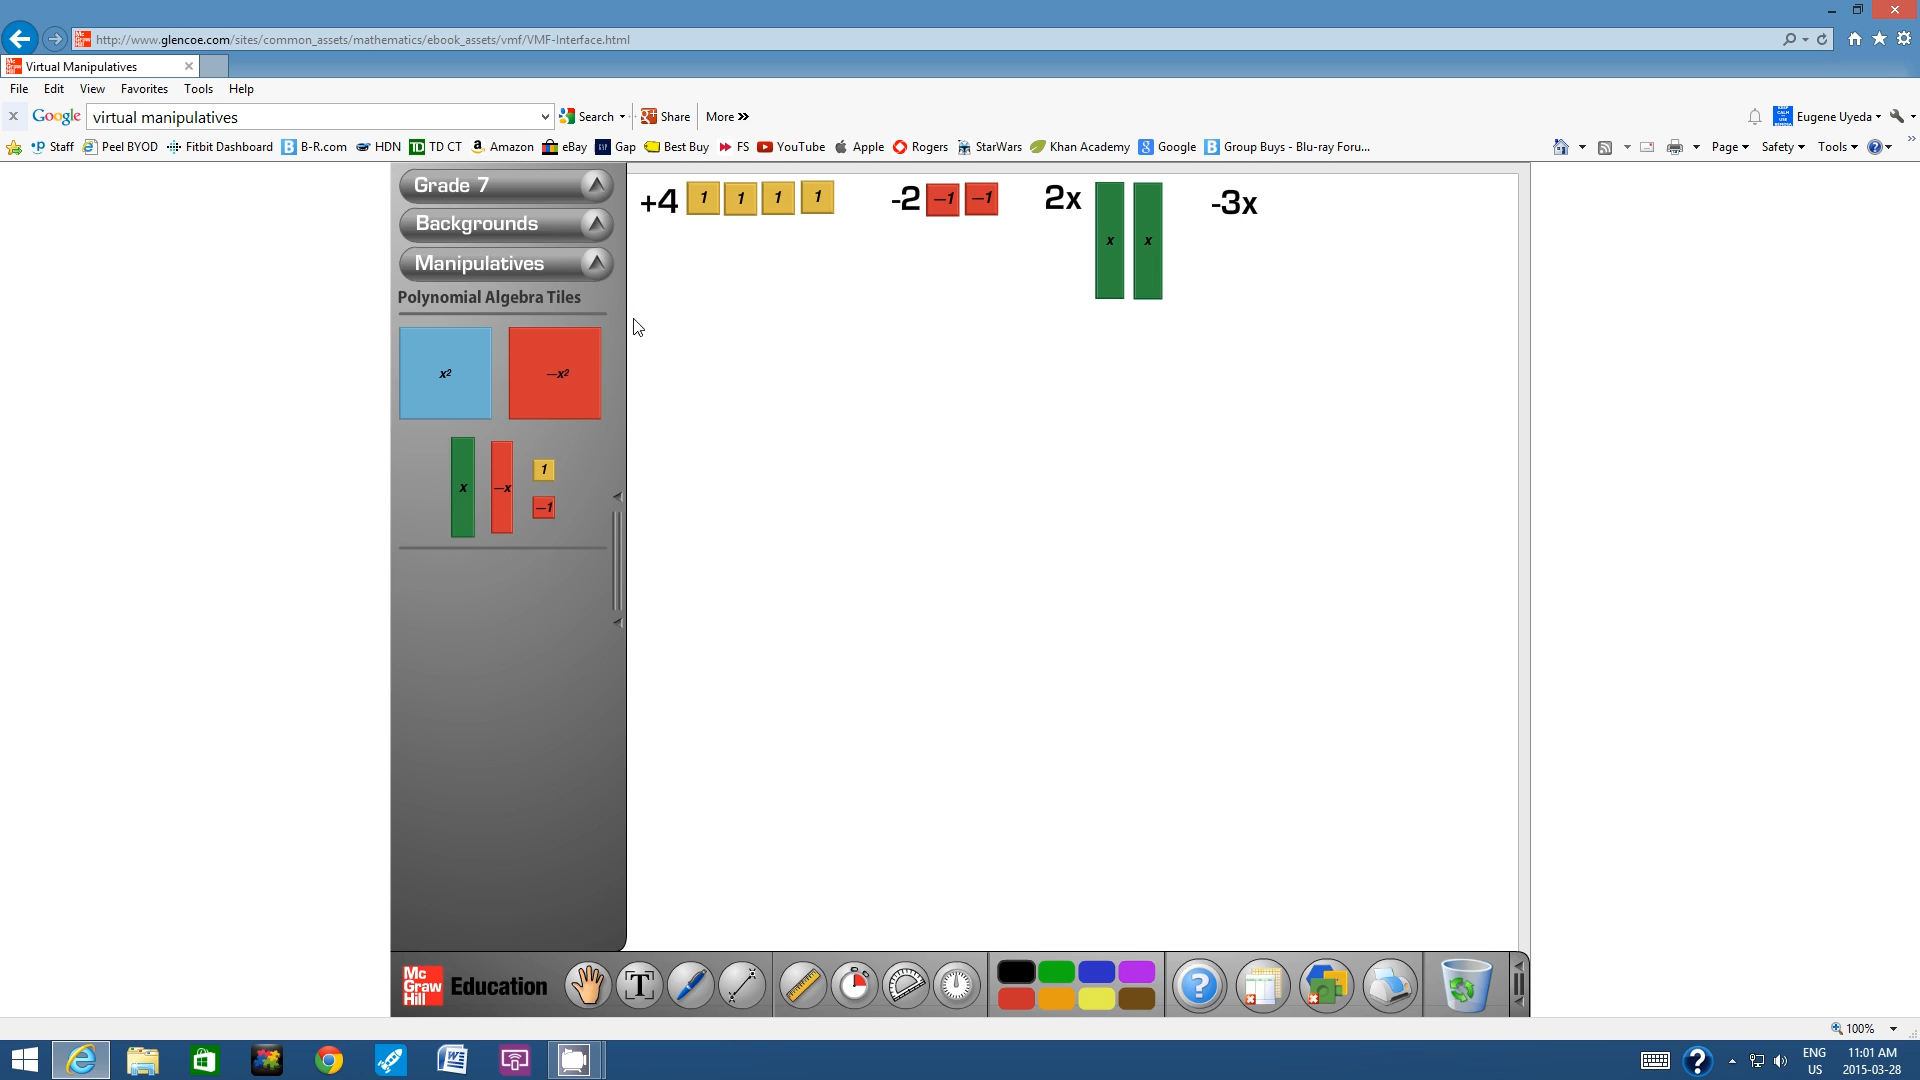 http://www.glencoe.com/sites/common_assets/mathematics/ebook_assets/vmf/VMF-Interface.html
Virtual Manipulatives
File Edit View Favorites Tools Help
x Google virtual manipulatives Search Share More » Eugene Uyeda
Staff Peel BYOD Fitbit Dashboard B-R.com HDN TD CT Amazon eBay Gap Best Buy FS YouTube Apple Rogers StarWars Khan Academy Google Group Buys - Blu-ray Foru... Page Safety Tools
Grade 7
Backgrounds
Manipulatives
Polynomial Algebra Tiles
x² −x²
x −x 1
−1
+4 1 1 1 1 -2 −1 −1 2x x x -3x
Mc Graw Hill Education T ?
100%
ENG 11:01 AM
US 2015-03-28